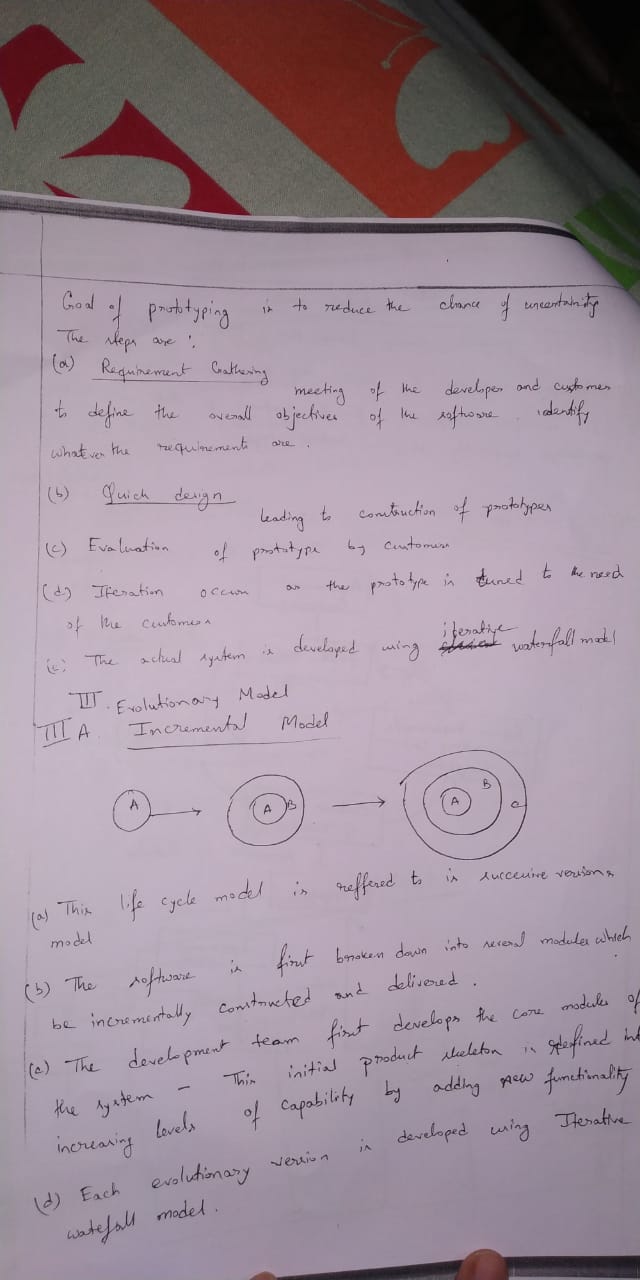 Goal of prototyping is to reduce the chance of uncertainity
The steps are :
(a) Requirement Gathering
meeting of the developer and customer
to define the overall objectives of the software. identify
whatever the requirements are .
(b) Quick design
leading to construction of prototypes
(c) Evaluation of prototype by customers
(d) Iteration occurs as the prototype is tuned to the need
of the customers
(e) The actual system is developed using iterative waterfall model
III . Evolutionary Model
III A. Incremental Model
A
A B
A B C
(a) This life cycle model is reffered to is successive versions
model
(b) The software is first broken down into several modules which
be incrementally constructed and delivered .
(c) The development team first develops the core modules of
the system - This initial product skeleton is refined int
increasing levels of capability by adding new functionality
(d) Each evolutionary version is developed using Iterative
watefall model .